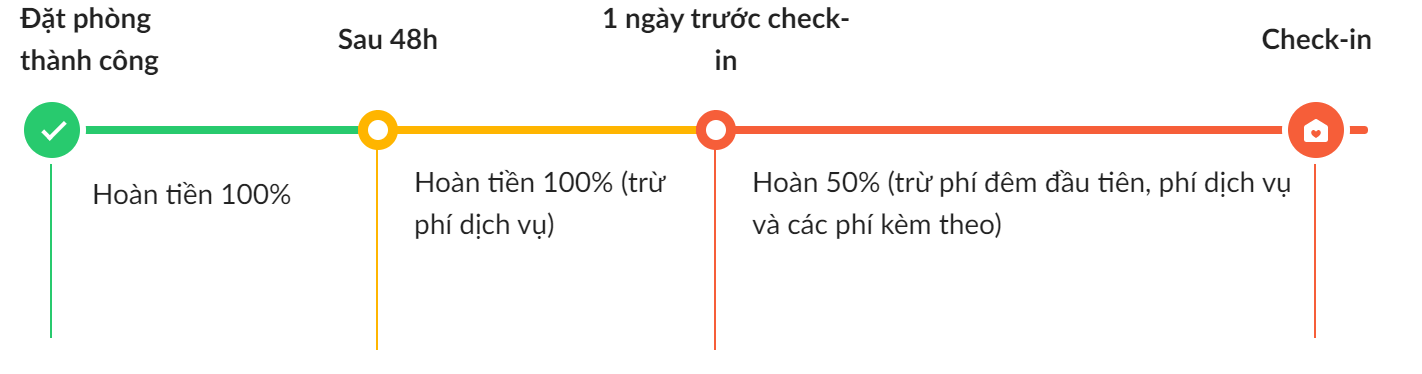 Đặt phòng
thành công
Sau 48h
1 ngày trước check-
in
Check-in
Hoàn tiền 100%
Hoàn tiền 100% (trừ
phí dịch vụ)
Hoàn 50% (trừ phí đêm đầu tiên, phí dịch vụ
và các phí kèm theo)